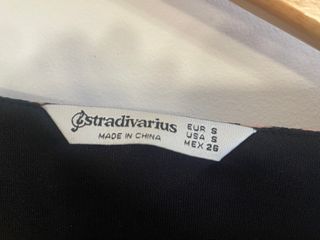 stradivarius
MADE IN CHINA
EUR S
USA S
MEX 26